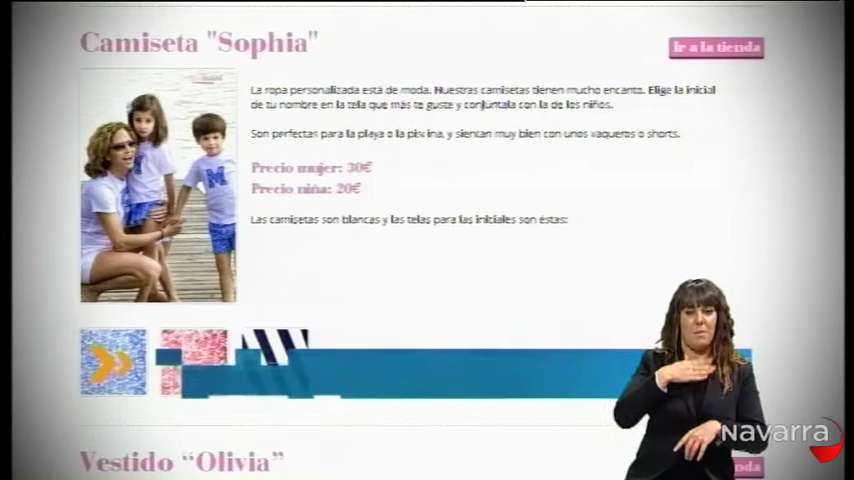 Camiseta "Sophia"
Ir a la tienda
La ropa personalizada está de moda. Nuestras camisetas tienen mucho encanto. Elige la inicial
de tu nombre en la tela que más te guste y conjúntala con la de los niños.
Son perfectas para la playa o la piscina, y sientan muy bien con unos vaqueros o shorts.
Precio mujer: 30€
Precio niña: 20€
Las camisetas son blancas y las telas para las initiales son éstas:
M
Vestido “Olivia”
navarra